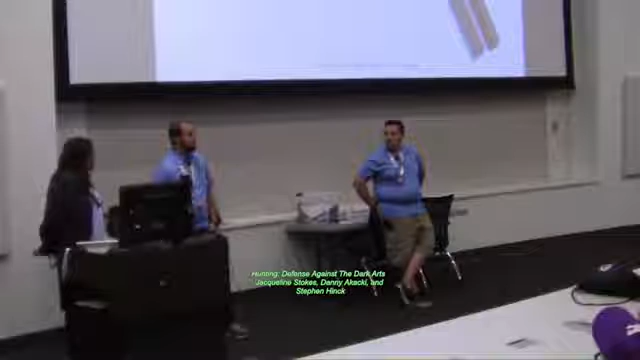 Hunting: Defense Against The Dark Arts
Jacqueline Stokes, Danny Akacki, and
Stephen Hinck